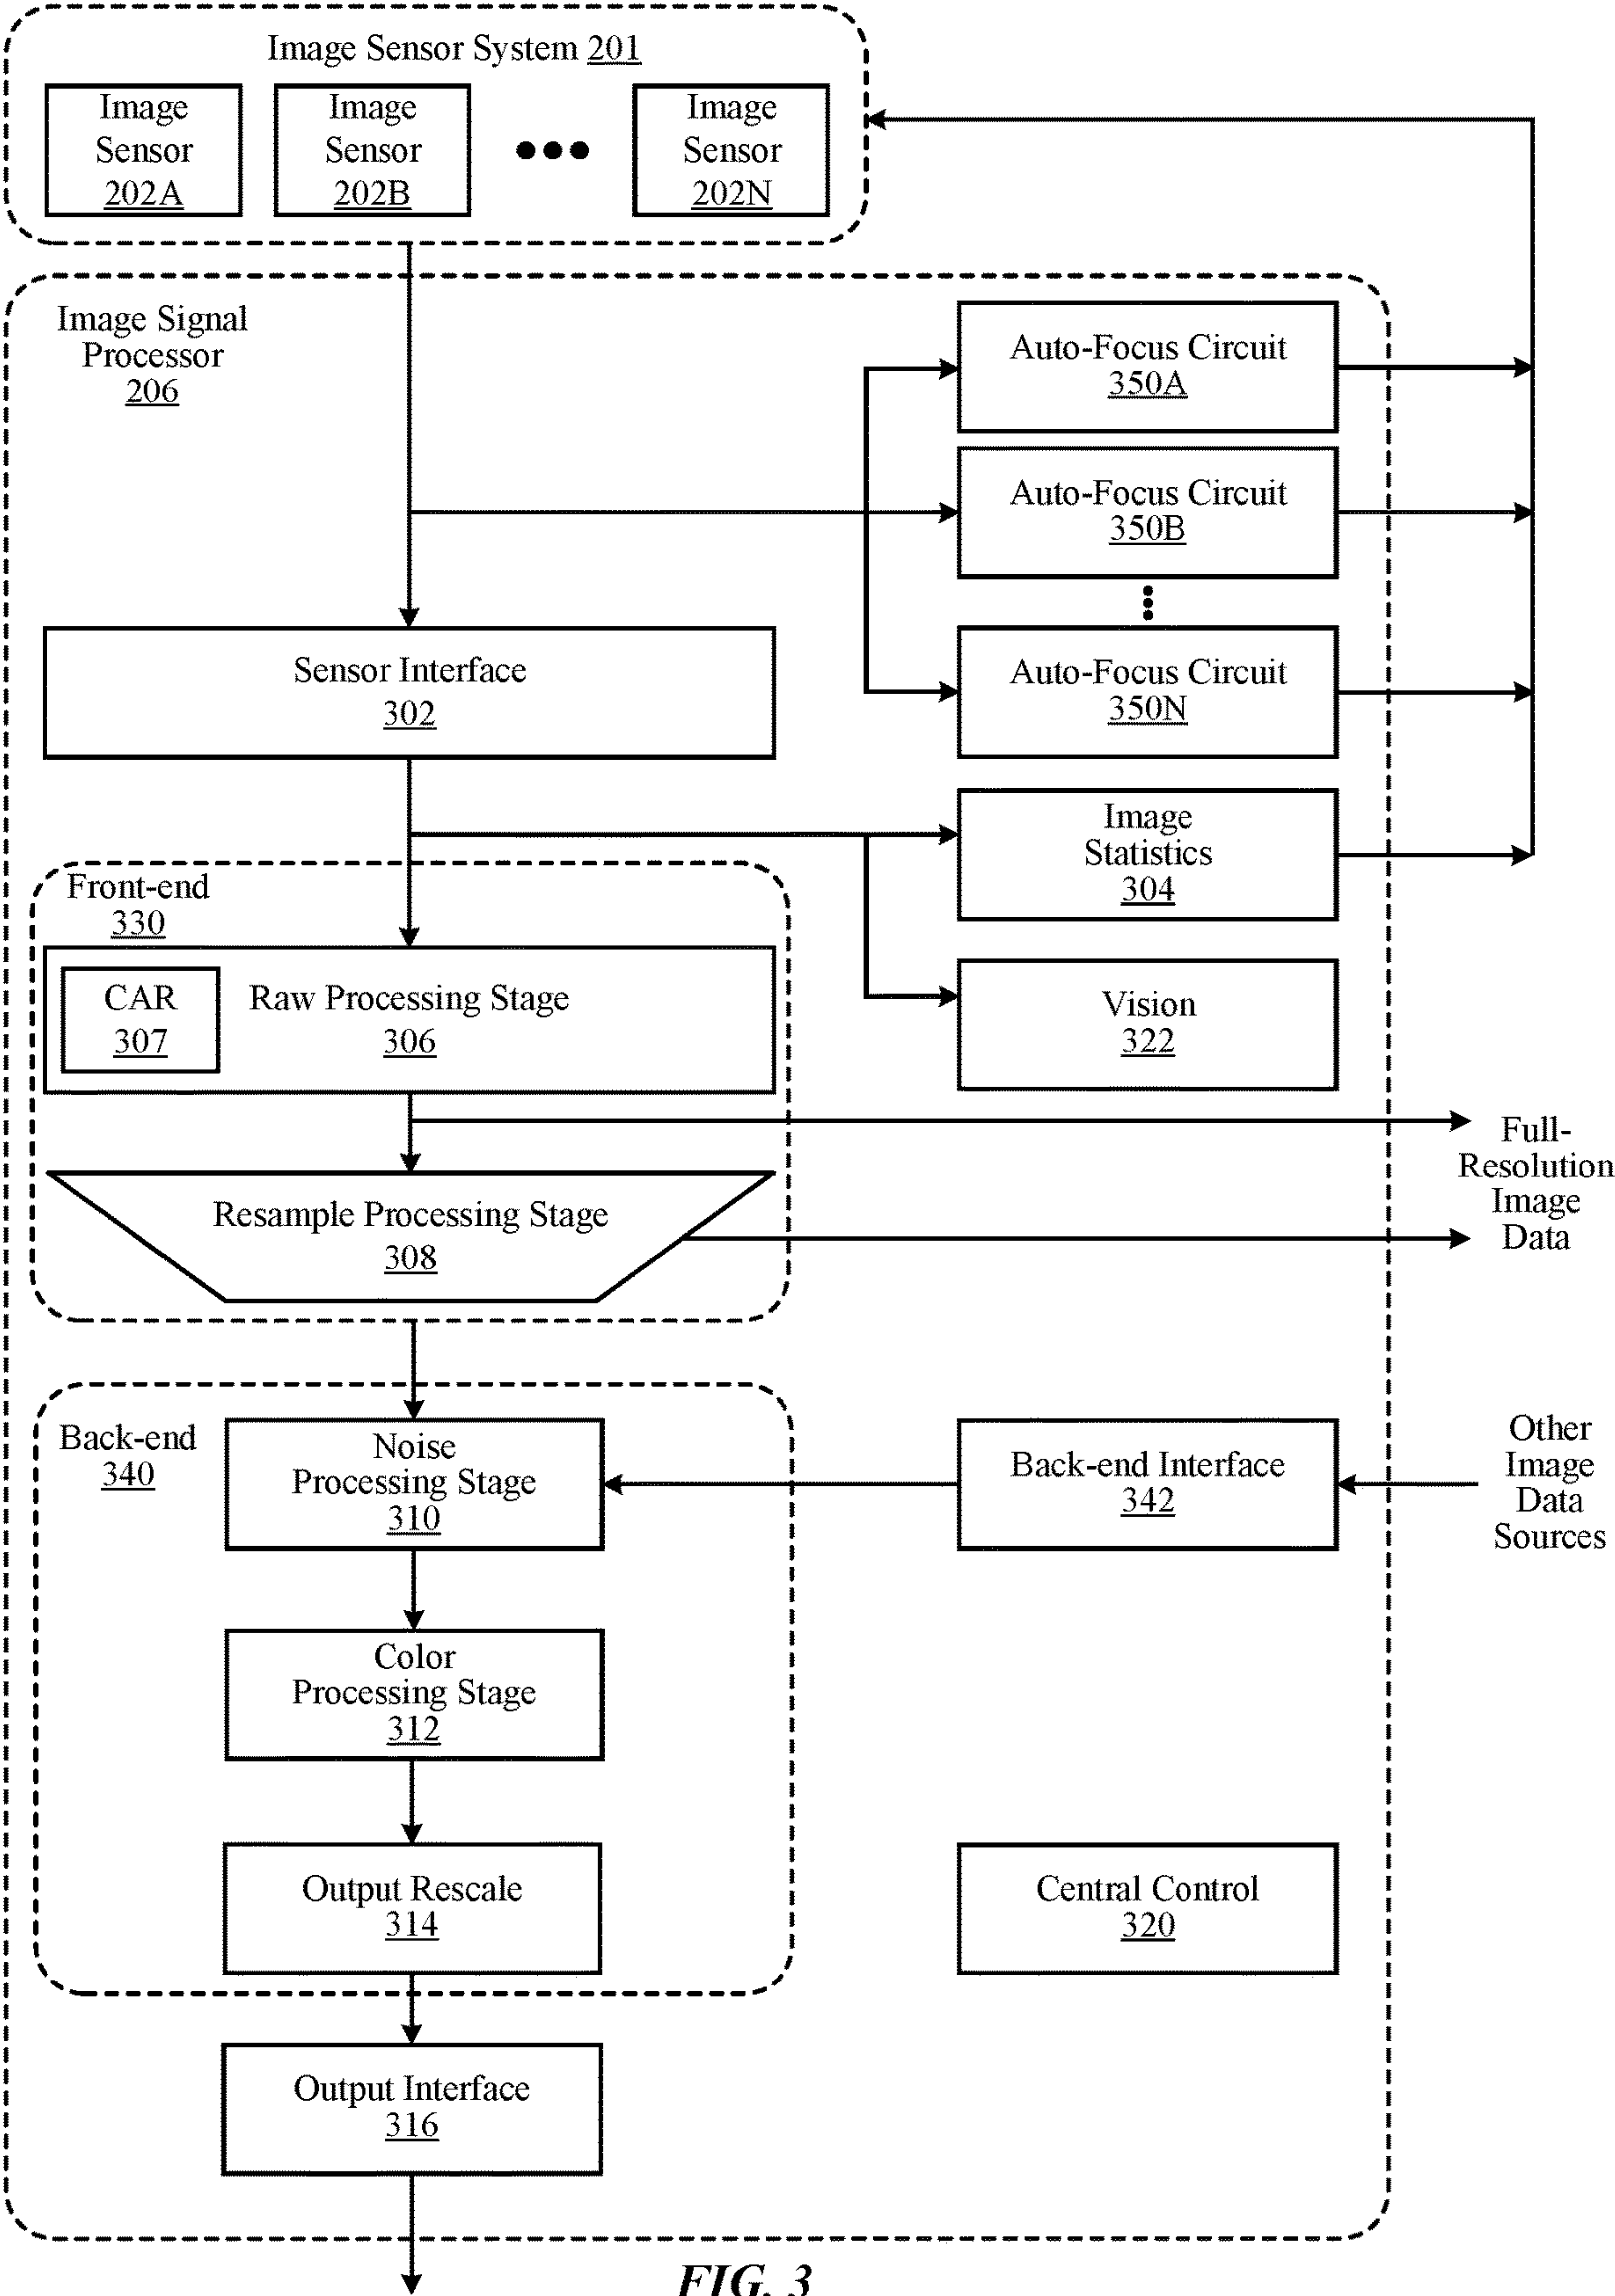 Image Sensor System 201
Image
Sensor
202A
Image
Sensor
202B
Image
Sensor
202N
Image Signal
Processor
206
Auto-Focus Circuit
350A
Auto-Focus Circuit
350B
Auto-Focus Circuit
350N
Sensor Interface
302
Image
Statistics
304
Front-end
330
CAR
307
Raw Processing Stage
306
Vision
322
Full-
Resolution
Image
Data
Resample Processing Stage
308
Back-end
340
Noise
Processing Stage
310
Back-end Interface
342
Other
Image
Data
Sources
Color
Processing Stage
312
Output Rescale
314
Central Control
320
Output Interface
316
FIG. 3